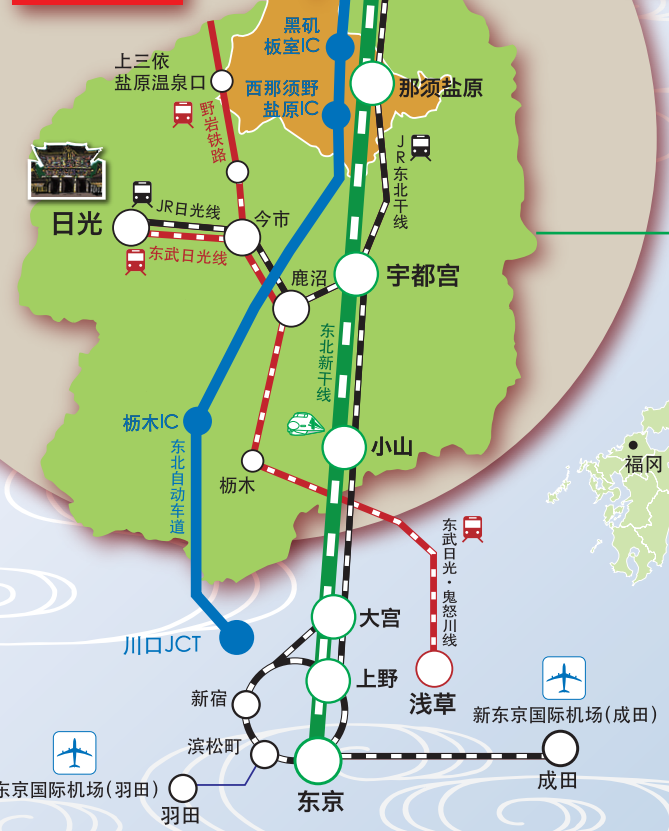 黑矶
板室IC
上三依
盐原温泉口
西那须野
盐原IC
那须盐原
野岩铁路
JR东北干线
JR日光线
日光
今市
东武日光线
鹿沼
宇都宫
东北新干线
枥木IC
小山
东北自动车道
枥木
福冈
东武日光·鬼怒川线
大宫
川口JCT
上野
新宿
浅草
新东京国际机场(成田)
滨松町
东京国际机场(羽田)
成田
东京
羽田